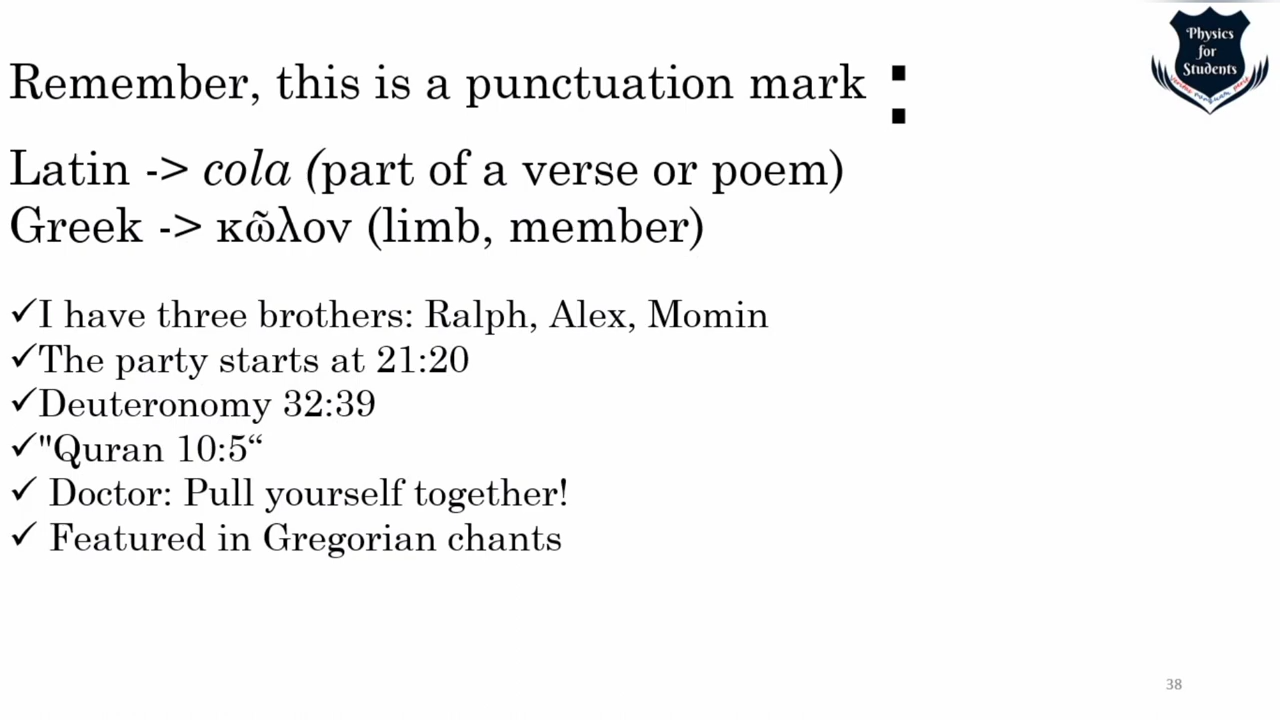 Physics
for
Students
Remember, this is a punctuation mark :
Latin -> cola (part of a verse or poem)
Greek -> κῶλον (limb, member)
✓I have three brothers: Ralph, Alex, Momin
✓The party starts at 21:20
✓Deuteronomy 32:39
✓"Quran 10:5“
✓ Doctor: Pull yourself together!
✓ Featured in Gregorian chants
38